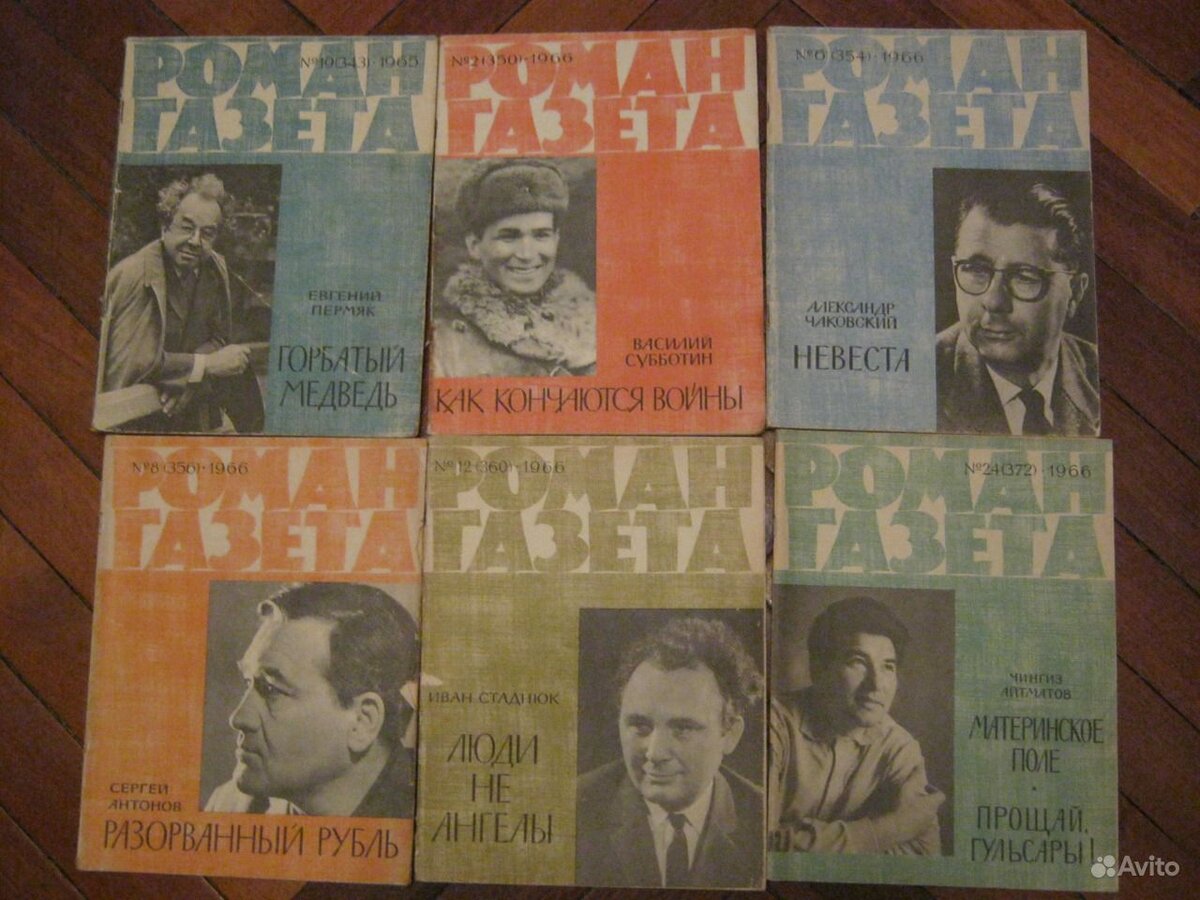 РОМАН
№19(343)·1965
ГАЗЕТА
ЕВГЕНИЙ
ПЕРМЯК
ГОРБАТЫЙ
МЕДВЕДЬ
РОМАН
№2(350)·1966
ГАЗЕТА
ВАСИЛИЙ
СУББОТИН
КАК КОНЧАЮТСЯ ВОЙНЫ
РОМАН
№6(354)·1966
ГАЗЕТА
АЛЕКСАНДР
ЧАКОВСКИЙ
НЕВЕСТА
РОМАН
№8(356)·1966
ГАЗЕТА
СЕРГЕЙ
АНТОНОВ
РАЗОРВАННЫЙ РУБЛЬ
РОМАН
№12(360)·1966
ГАЗЕТА
ИВАН СТАДНЮК
ЛЮДИ
НЕ
АНГЕЛЫ
РОМАН
№24(372)·1966
ГАЗЕТА
ЧИНГИЗ
АЙТМАТОВ
МАТЕРИНСКОЕ
ПОЛЕ
·
ПРОЩАЙ,
ГУЛЬСАРЫ!
Avito